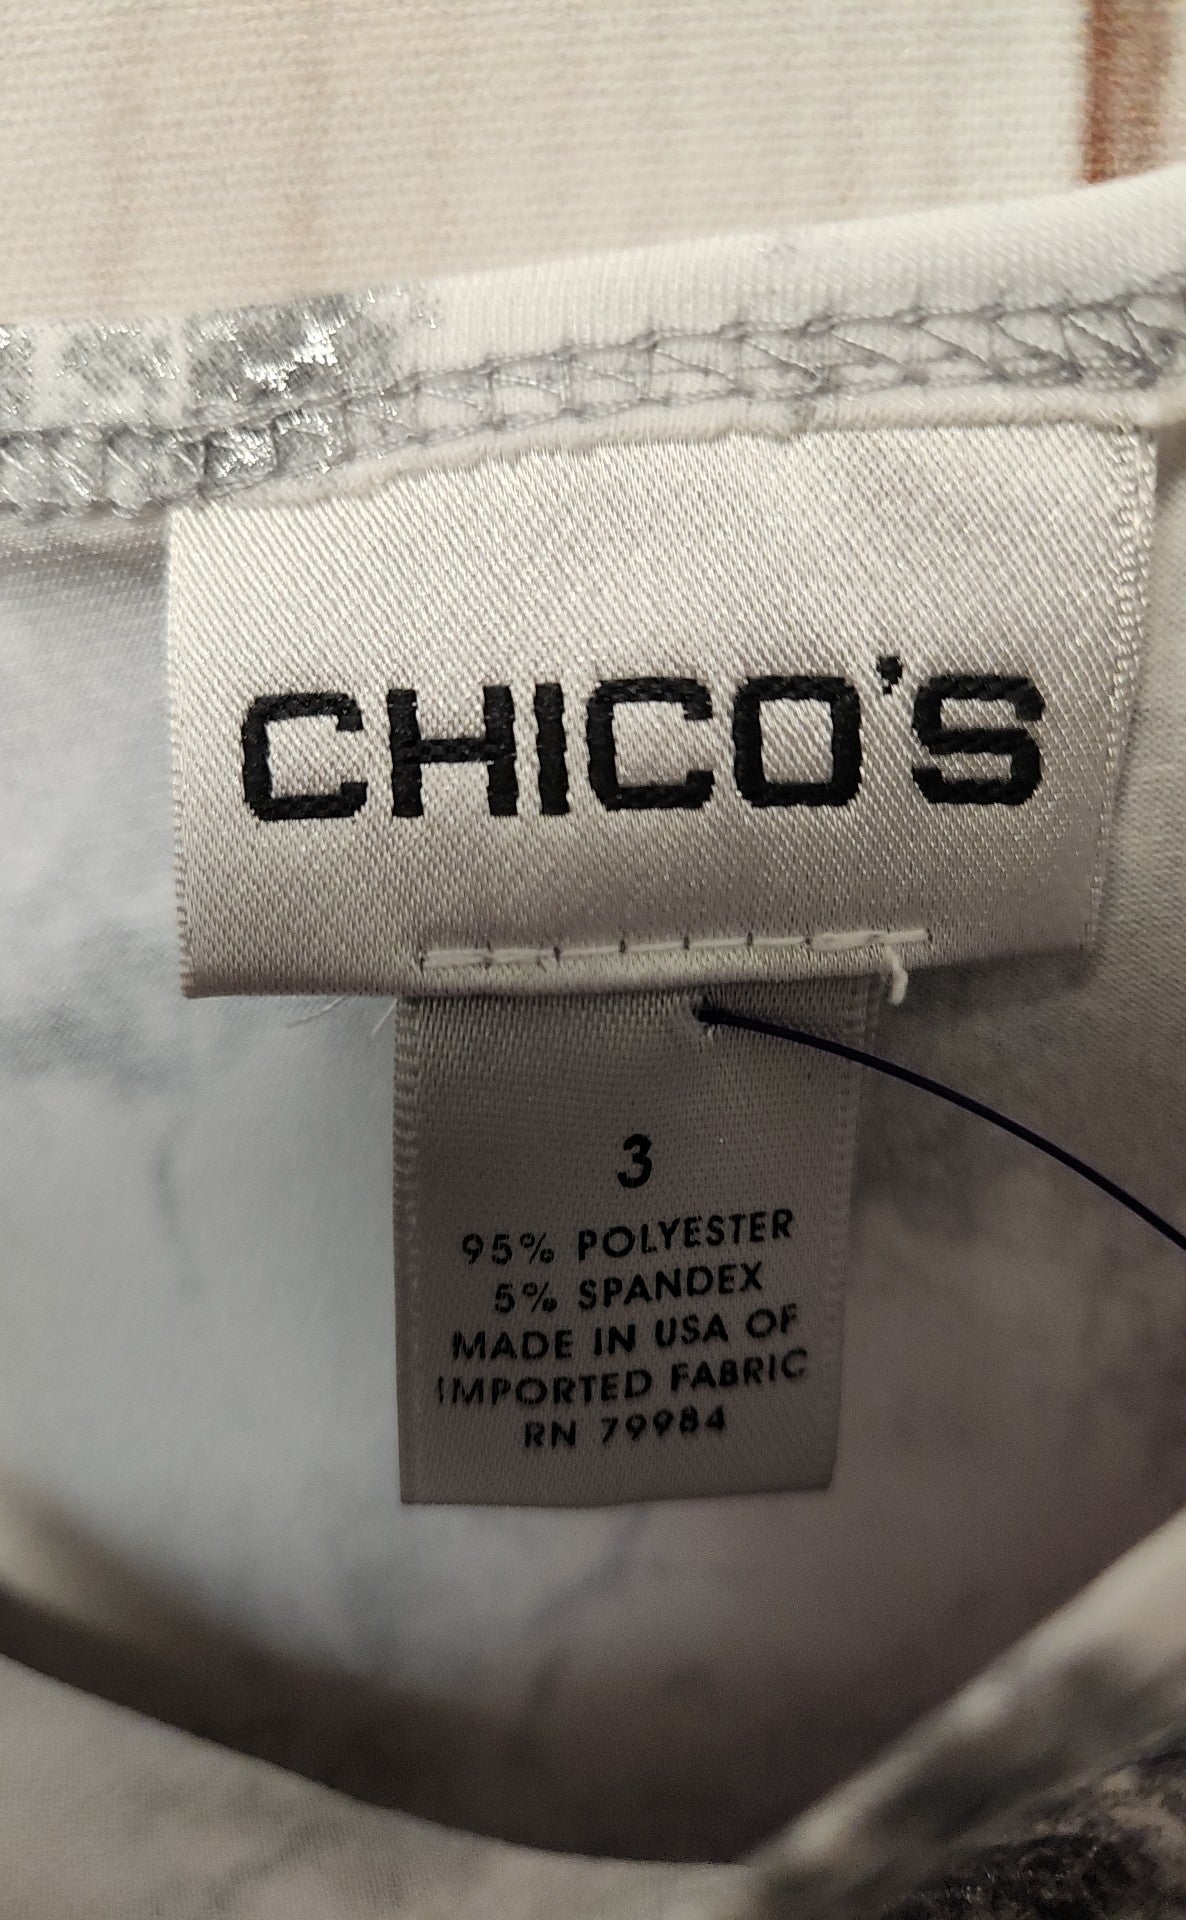 CHICO'S
3
95% POLYESTER
5% SPANDEX
MADE IN USA OF
IMPORTED FABRIC
RN 79984